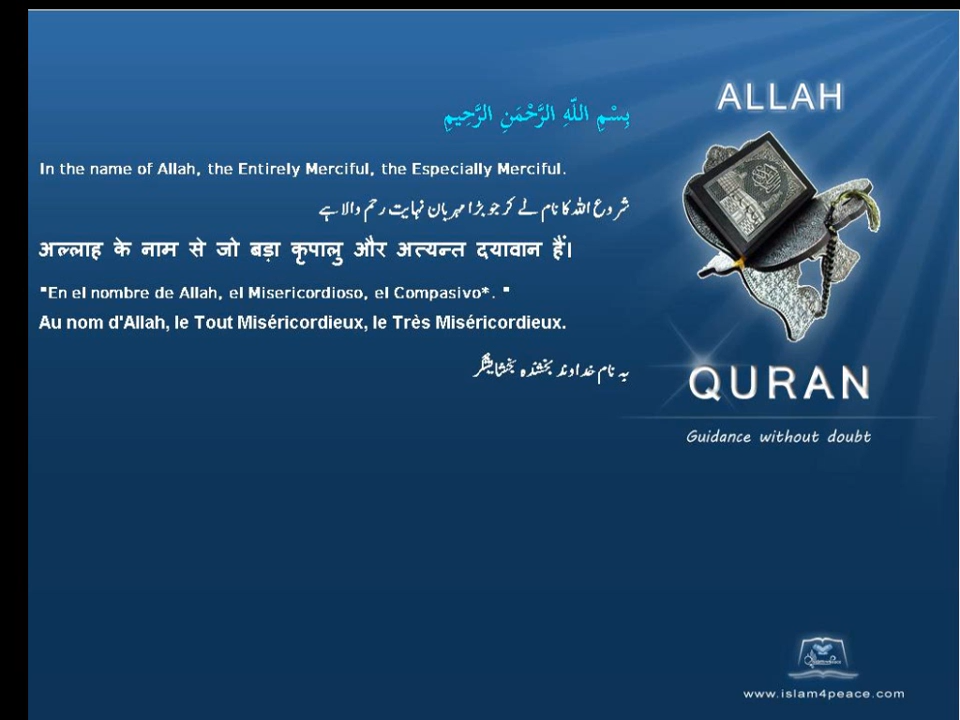 بِسْمِ اللَّهِ الرَّحْمَنِ الرَّحِيمِ
In the name of Allah, the Entirely Merciful, the Especially Merciful.
شروع الله کا نام لے کر جو بڑا مہربان نہایت رحم والا ہے
अल्लाह के नाम से जो बड़ा कृपालु और अत्यन्त दयावान हैं।
"En el nombre de Allah, el Misericordioso, el Compasivo*. "
Au nom d'Allah, le Tout Miséricordieux, le Très Miséricordieux.
به نام خداوند بخشنده بخشایشگر
ALLAH
QURAN
Guidance without doubt
www.islam4peace.com